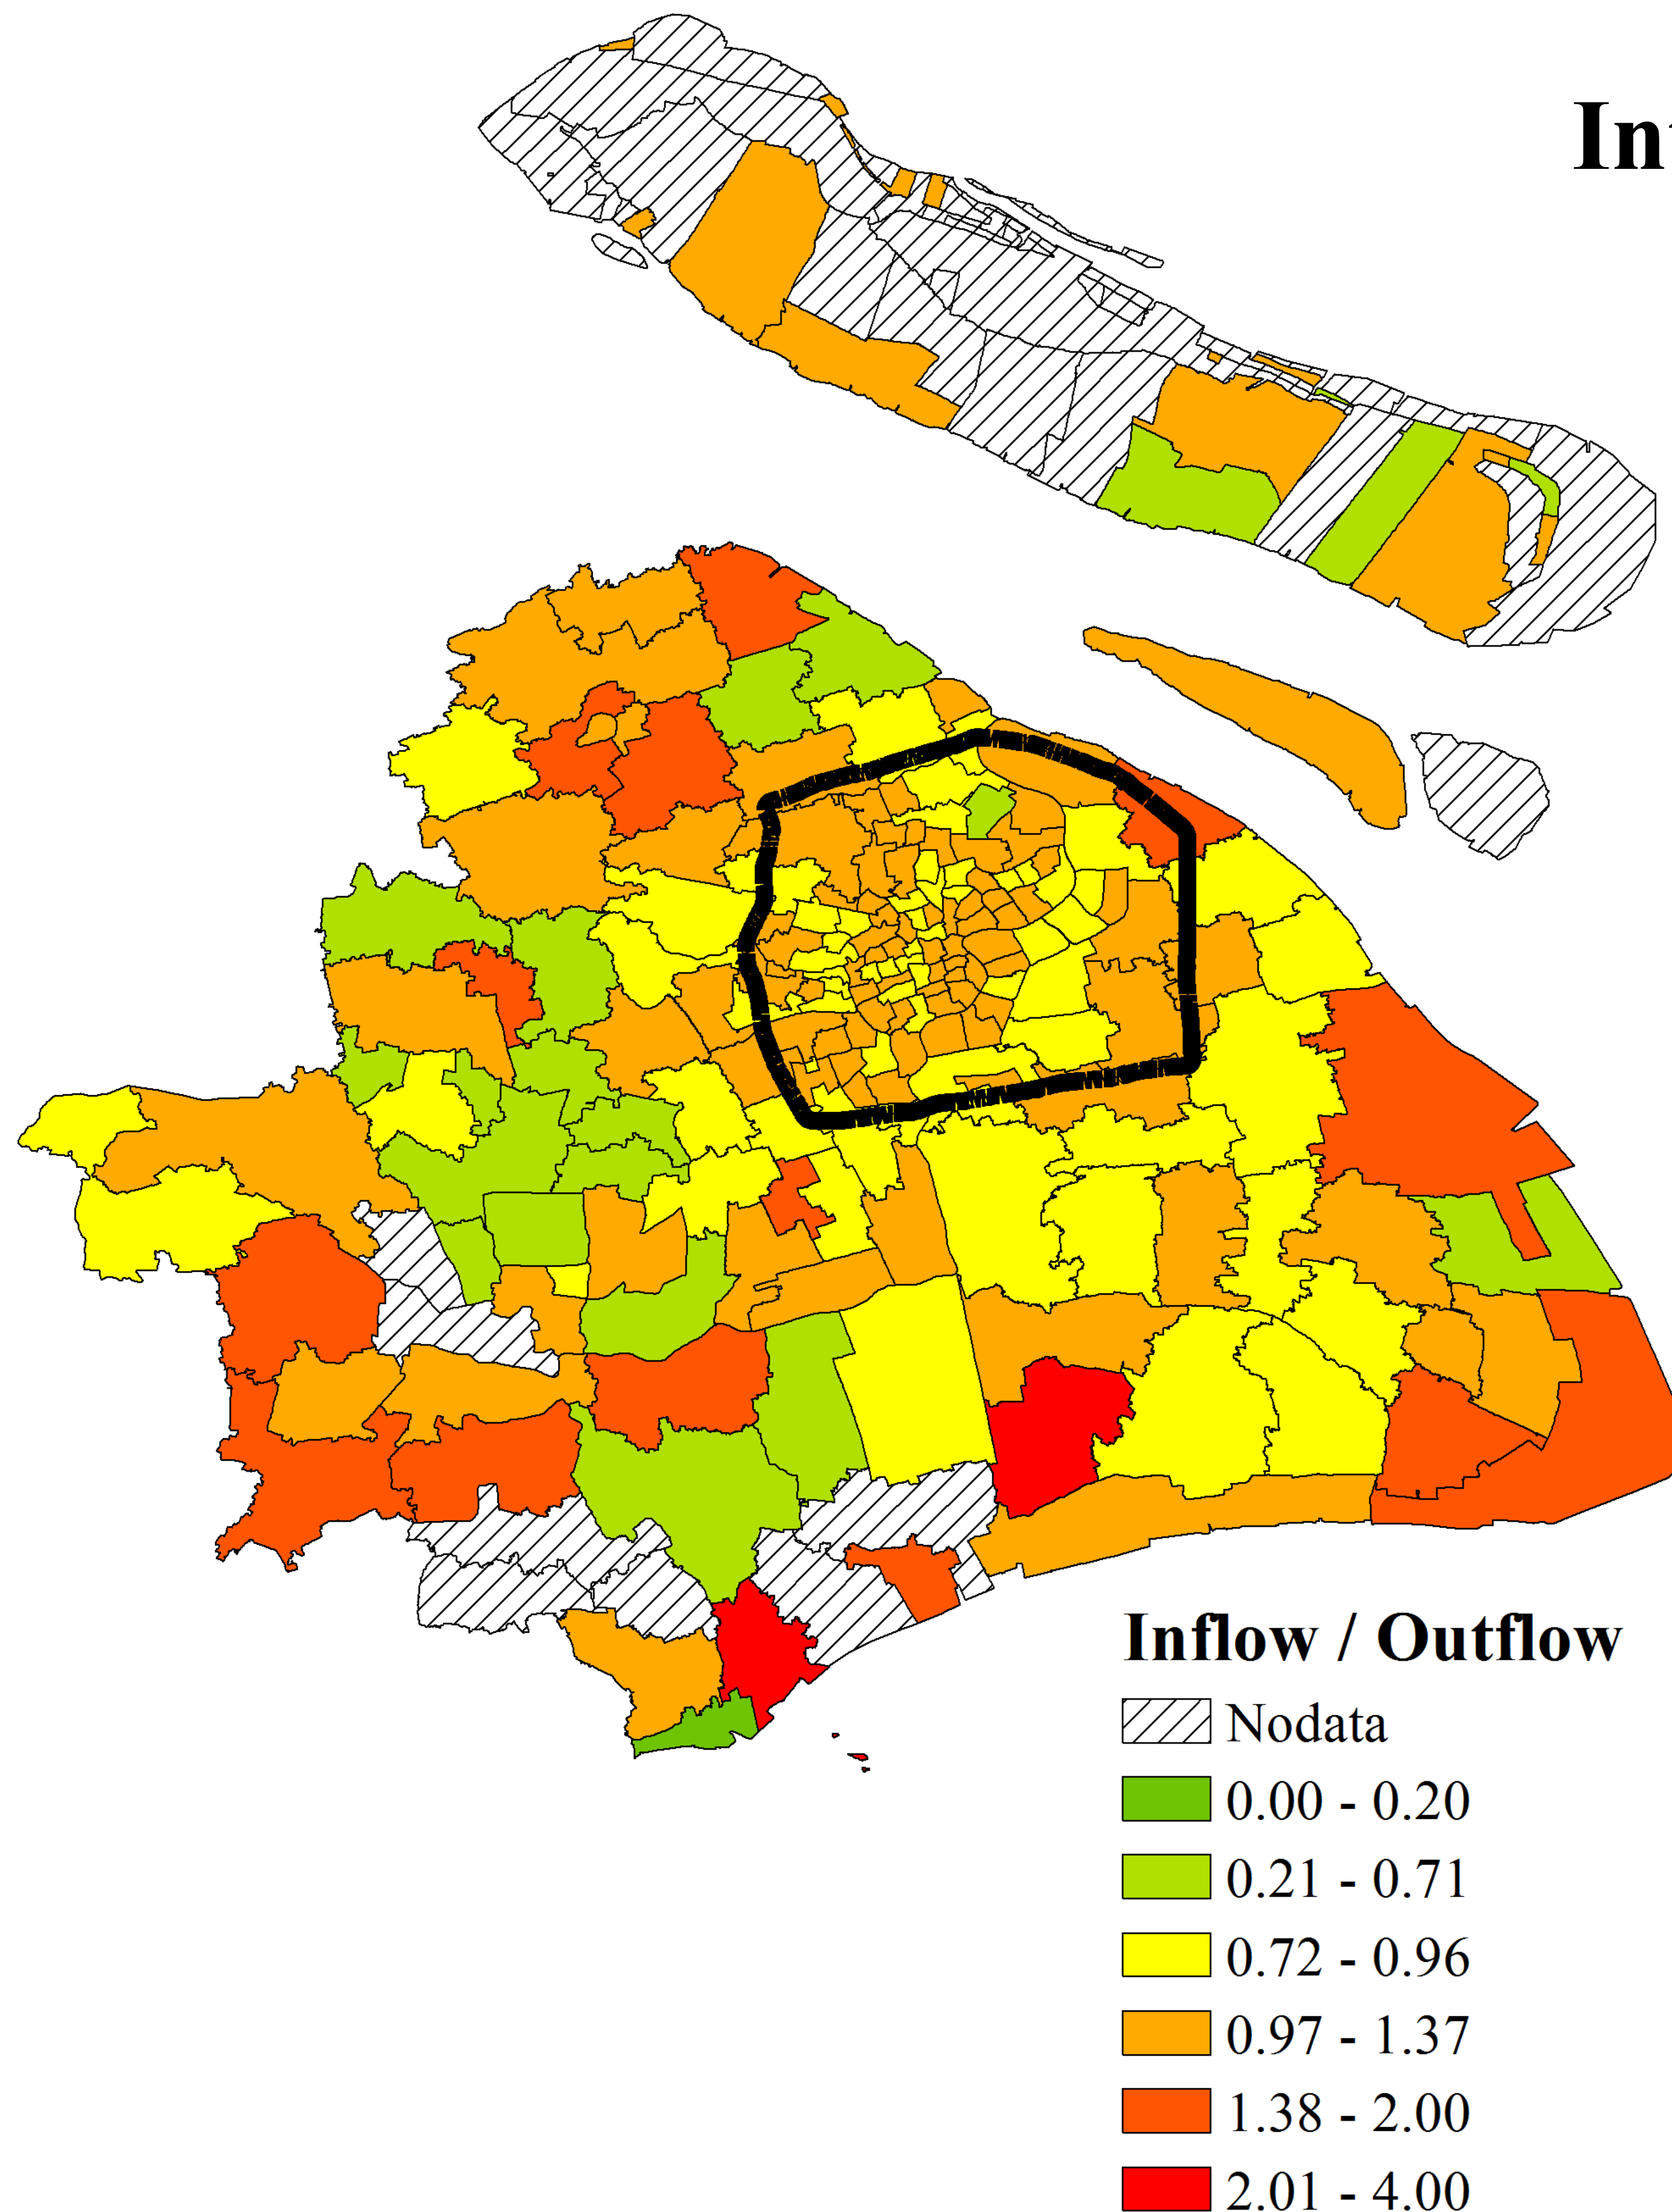 Inflow / Outflow
Nodata
0.00 - 0.20
0.21 - 0.71
0.72 - 0.96
0.97 - 1.37
1.38 - 2.00
2.01 - 4.00